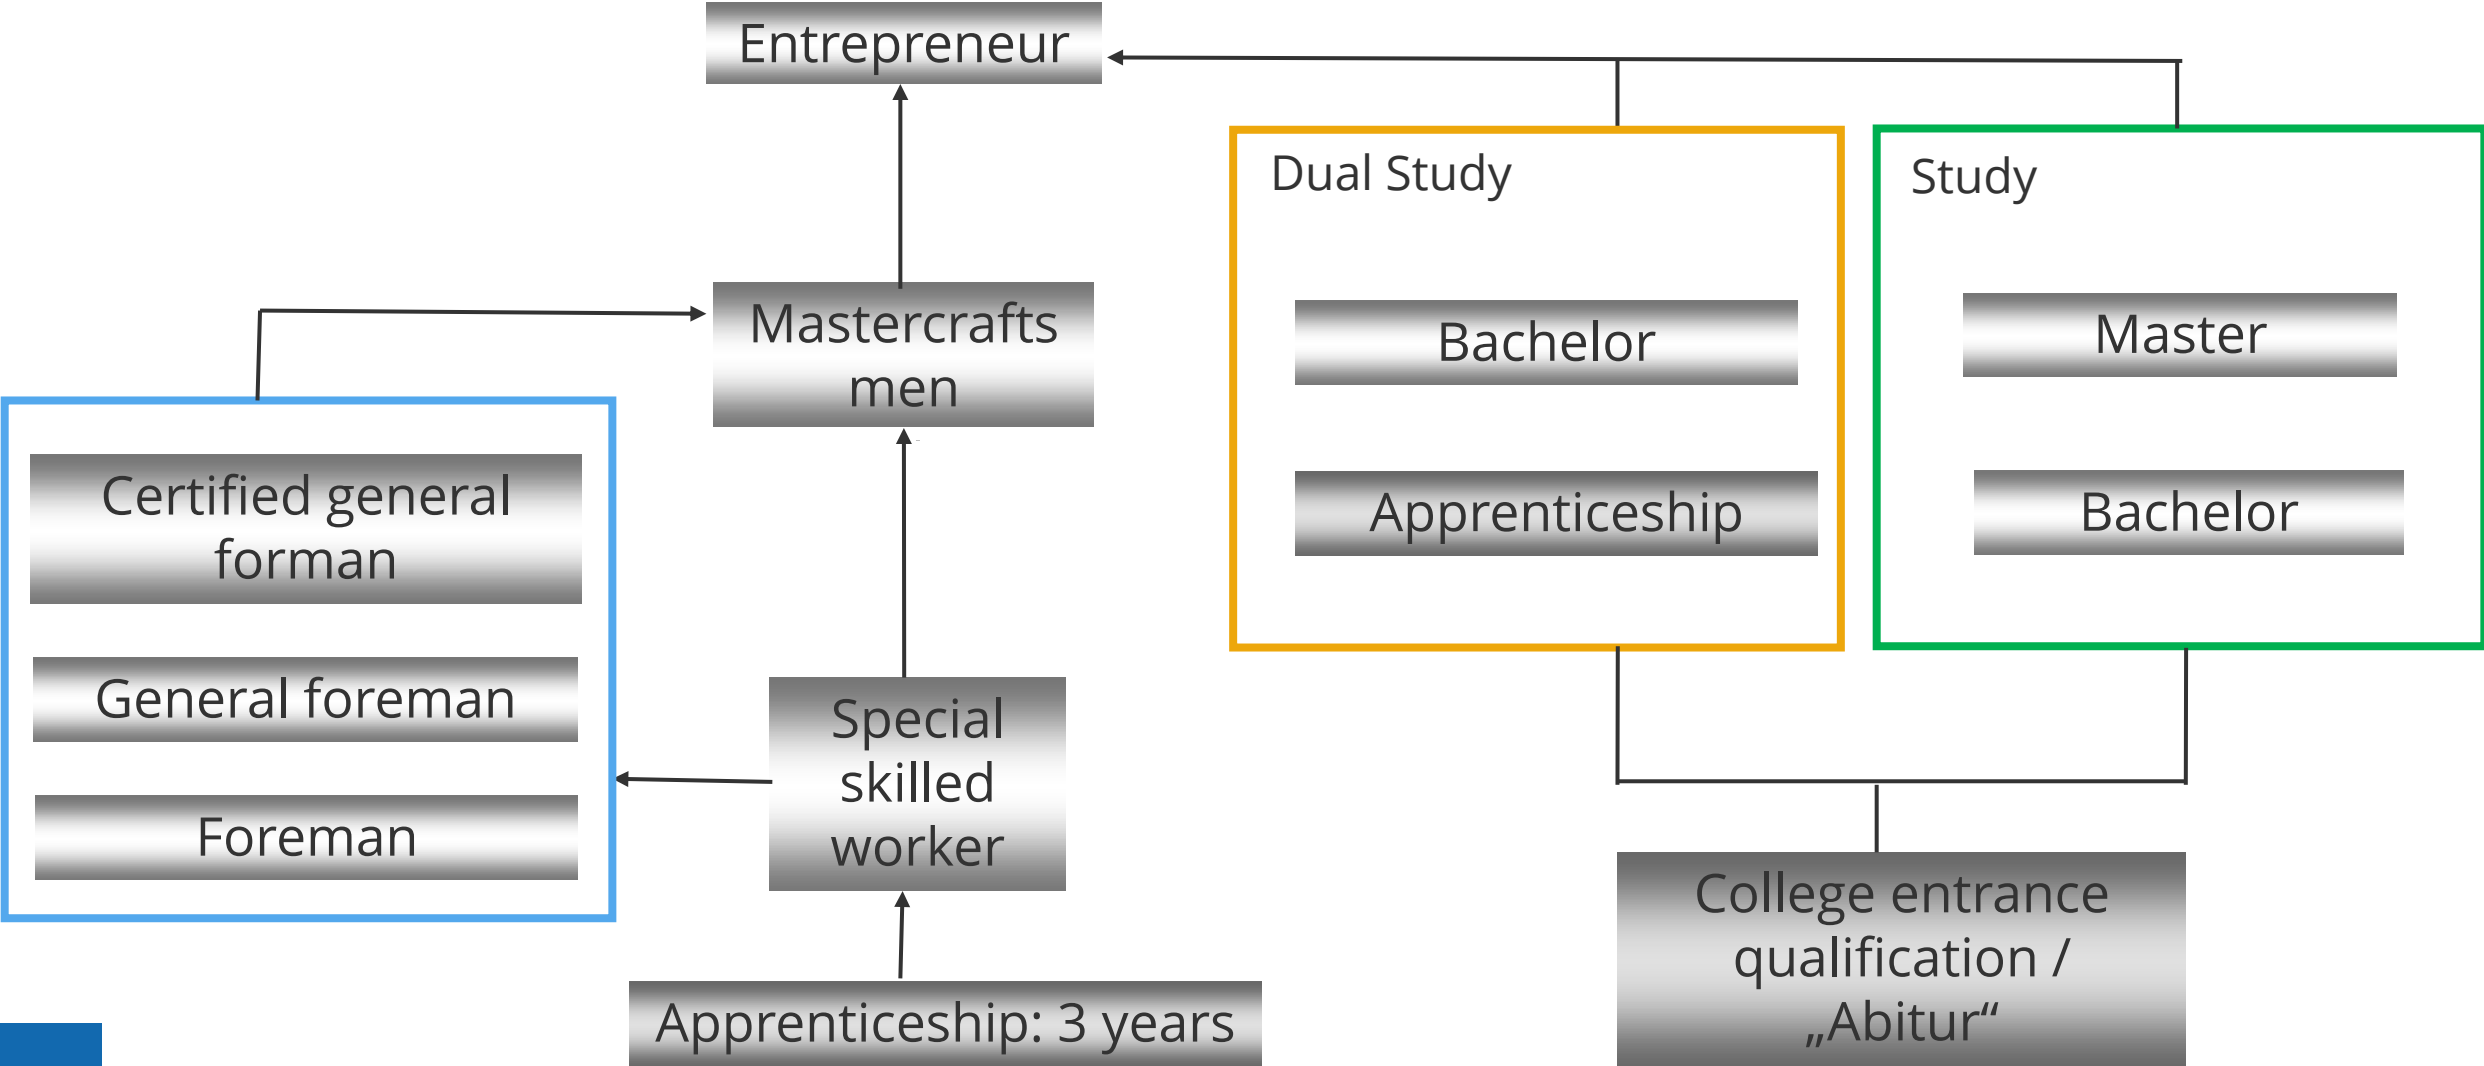 Entrepreneur
Dual Study
Study
Mastercrafts
men
Bachelor
Master
Certified general
forman
Apprenticeship
Bachelor
General foreman
Special
skilled
worker
Foreman
College entrance
qualification /
„Abitur“
Apprenticeship: 3 years